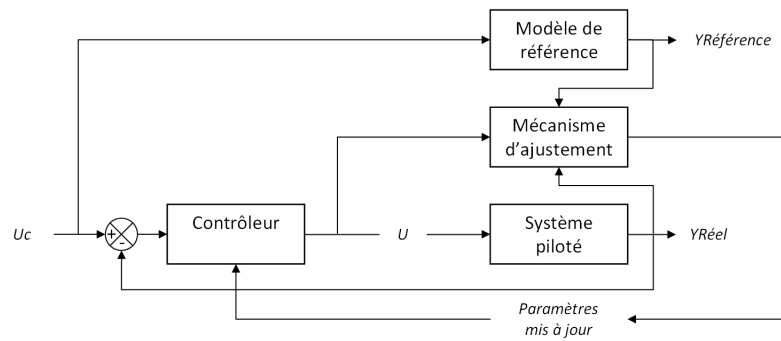 Modèle de
référence
YRéférence
Mécanisme
d'ajustement
Uc
+
-
Contrôleur
U
Système
piloté
YRéel
Paramètres
mis à jour